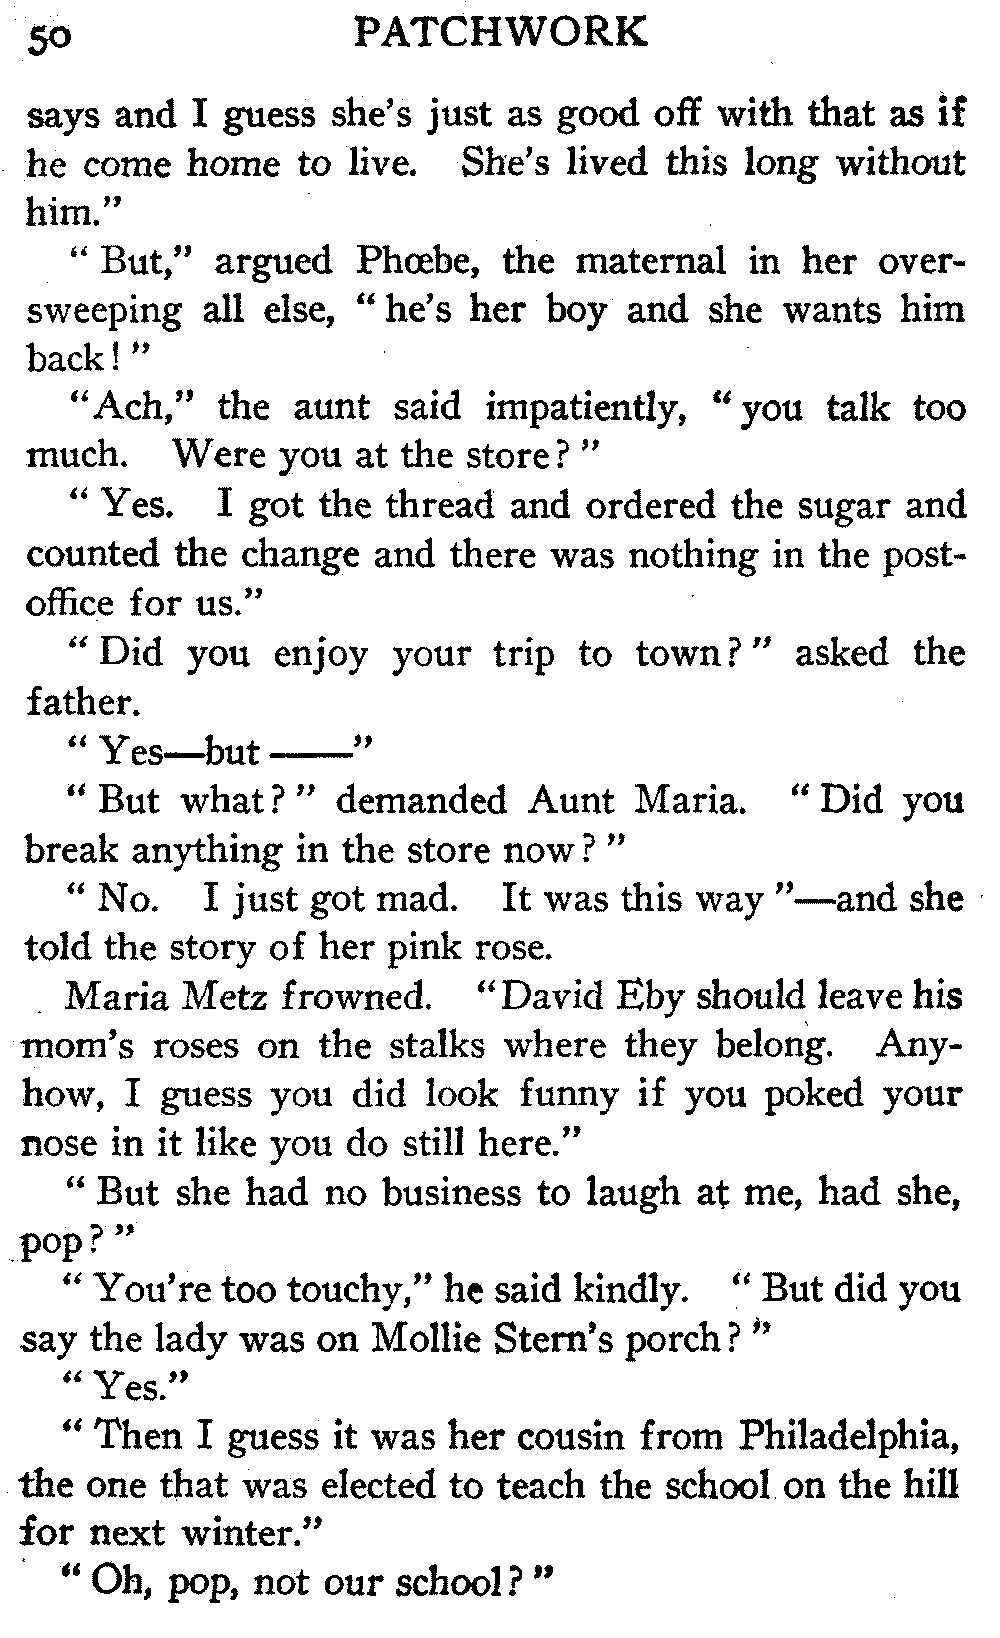 50 PATCHWORK
says and I guess she's just as good off with that as if
he come home to live. She's lived this long without
him."
" But," argued Phœbe, the maternal in her over-
sweeping all else, " he's her boy and she wants him
back! "
"Ach," the aunt said impatiently, " you talk too
much. Were you at the store? "
" Yes. I got the thread and ordered the sugar and
counted the change and there was nothing in the post-
office for us."
" Did you enjoy your trip to town? " asked the
father.
" Yes—but ——"
" But what? " demanded Aunt Maria. " Did you
break anything in the store now? "
" No. I just got mad. It was this way "—and she
told the story of her pink rose.
Maria Metz frowned. "David Eby should leave his
mom's roses on the stalks where they belong. Any-
how, I guess you did look funny if you poked your
nose in it like you do still here."
" But she had no business to laugh at me, had she,
pop? "
" You're too touchy," he said kindly. " But did you
say the lady was on Mollie Stern's porch? "
" Yes."
" Then I guess it was her cousin from Philadelphia,
the one that was elected to teach the school on the hill
for next winter."
" Oh, pop, not our school? "